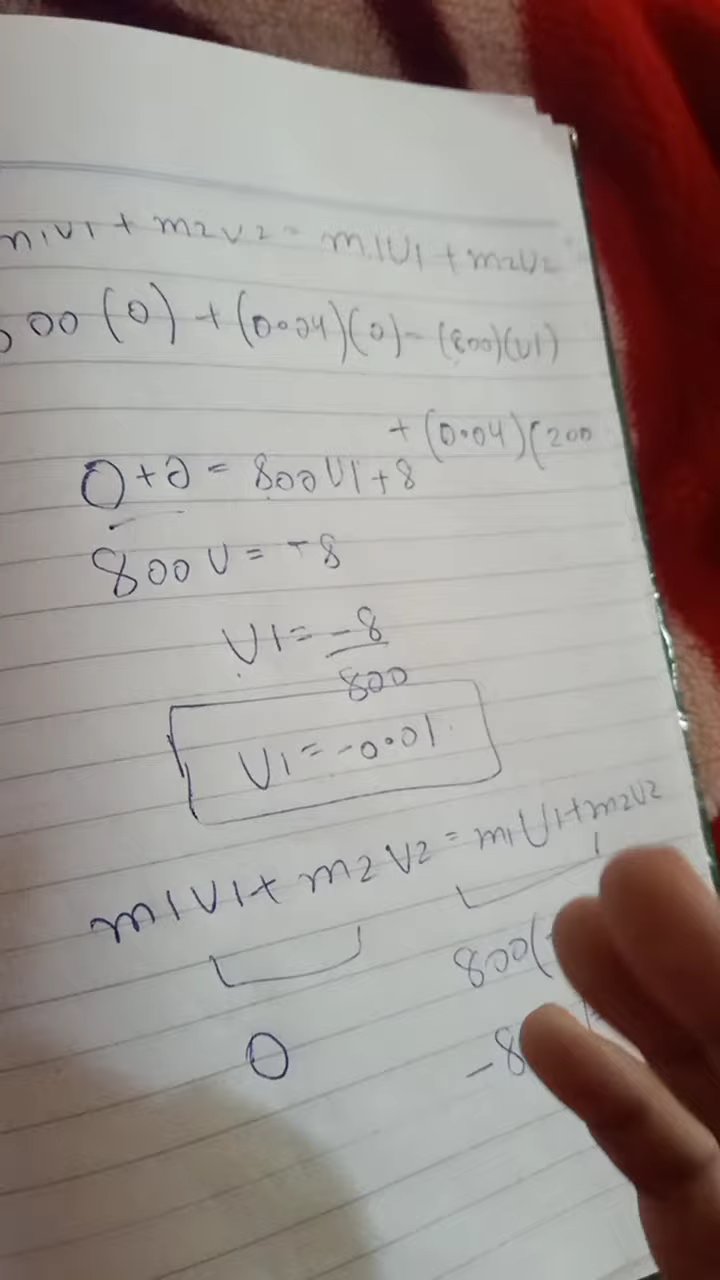 m1v1 + m2v2 = m1U1 + m2U2
00 (0) + (0.04)(0) = (800)(U1)
+ (0.04)(200
0+0 = 800U1+8
800U = -8
U1 = -8
800
U1 = -0.01
m1V1+ m2V2 = m1U1+m2V2
800(
0
-8